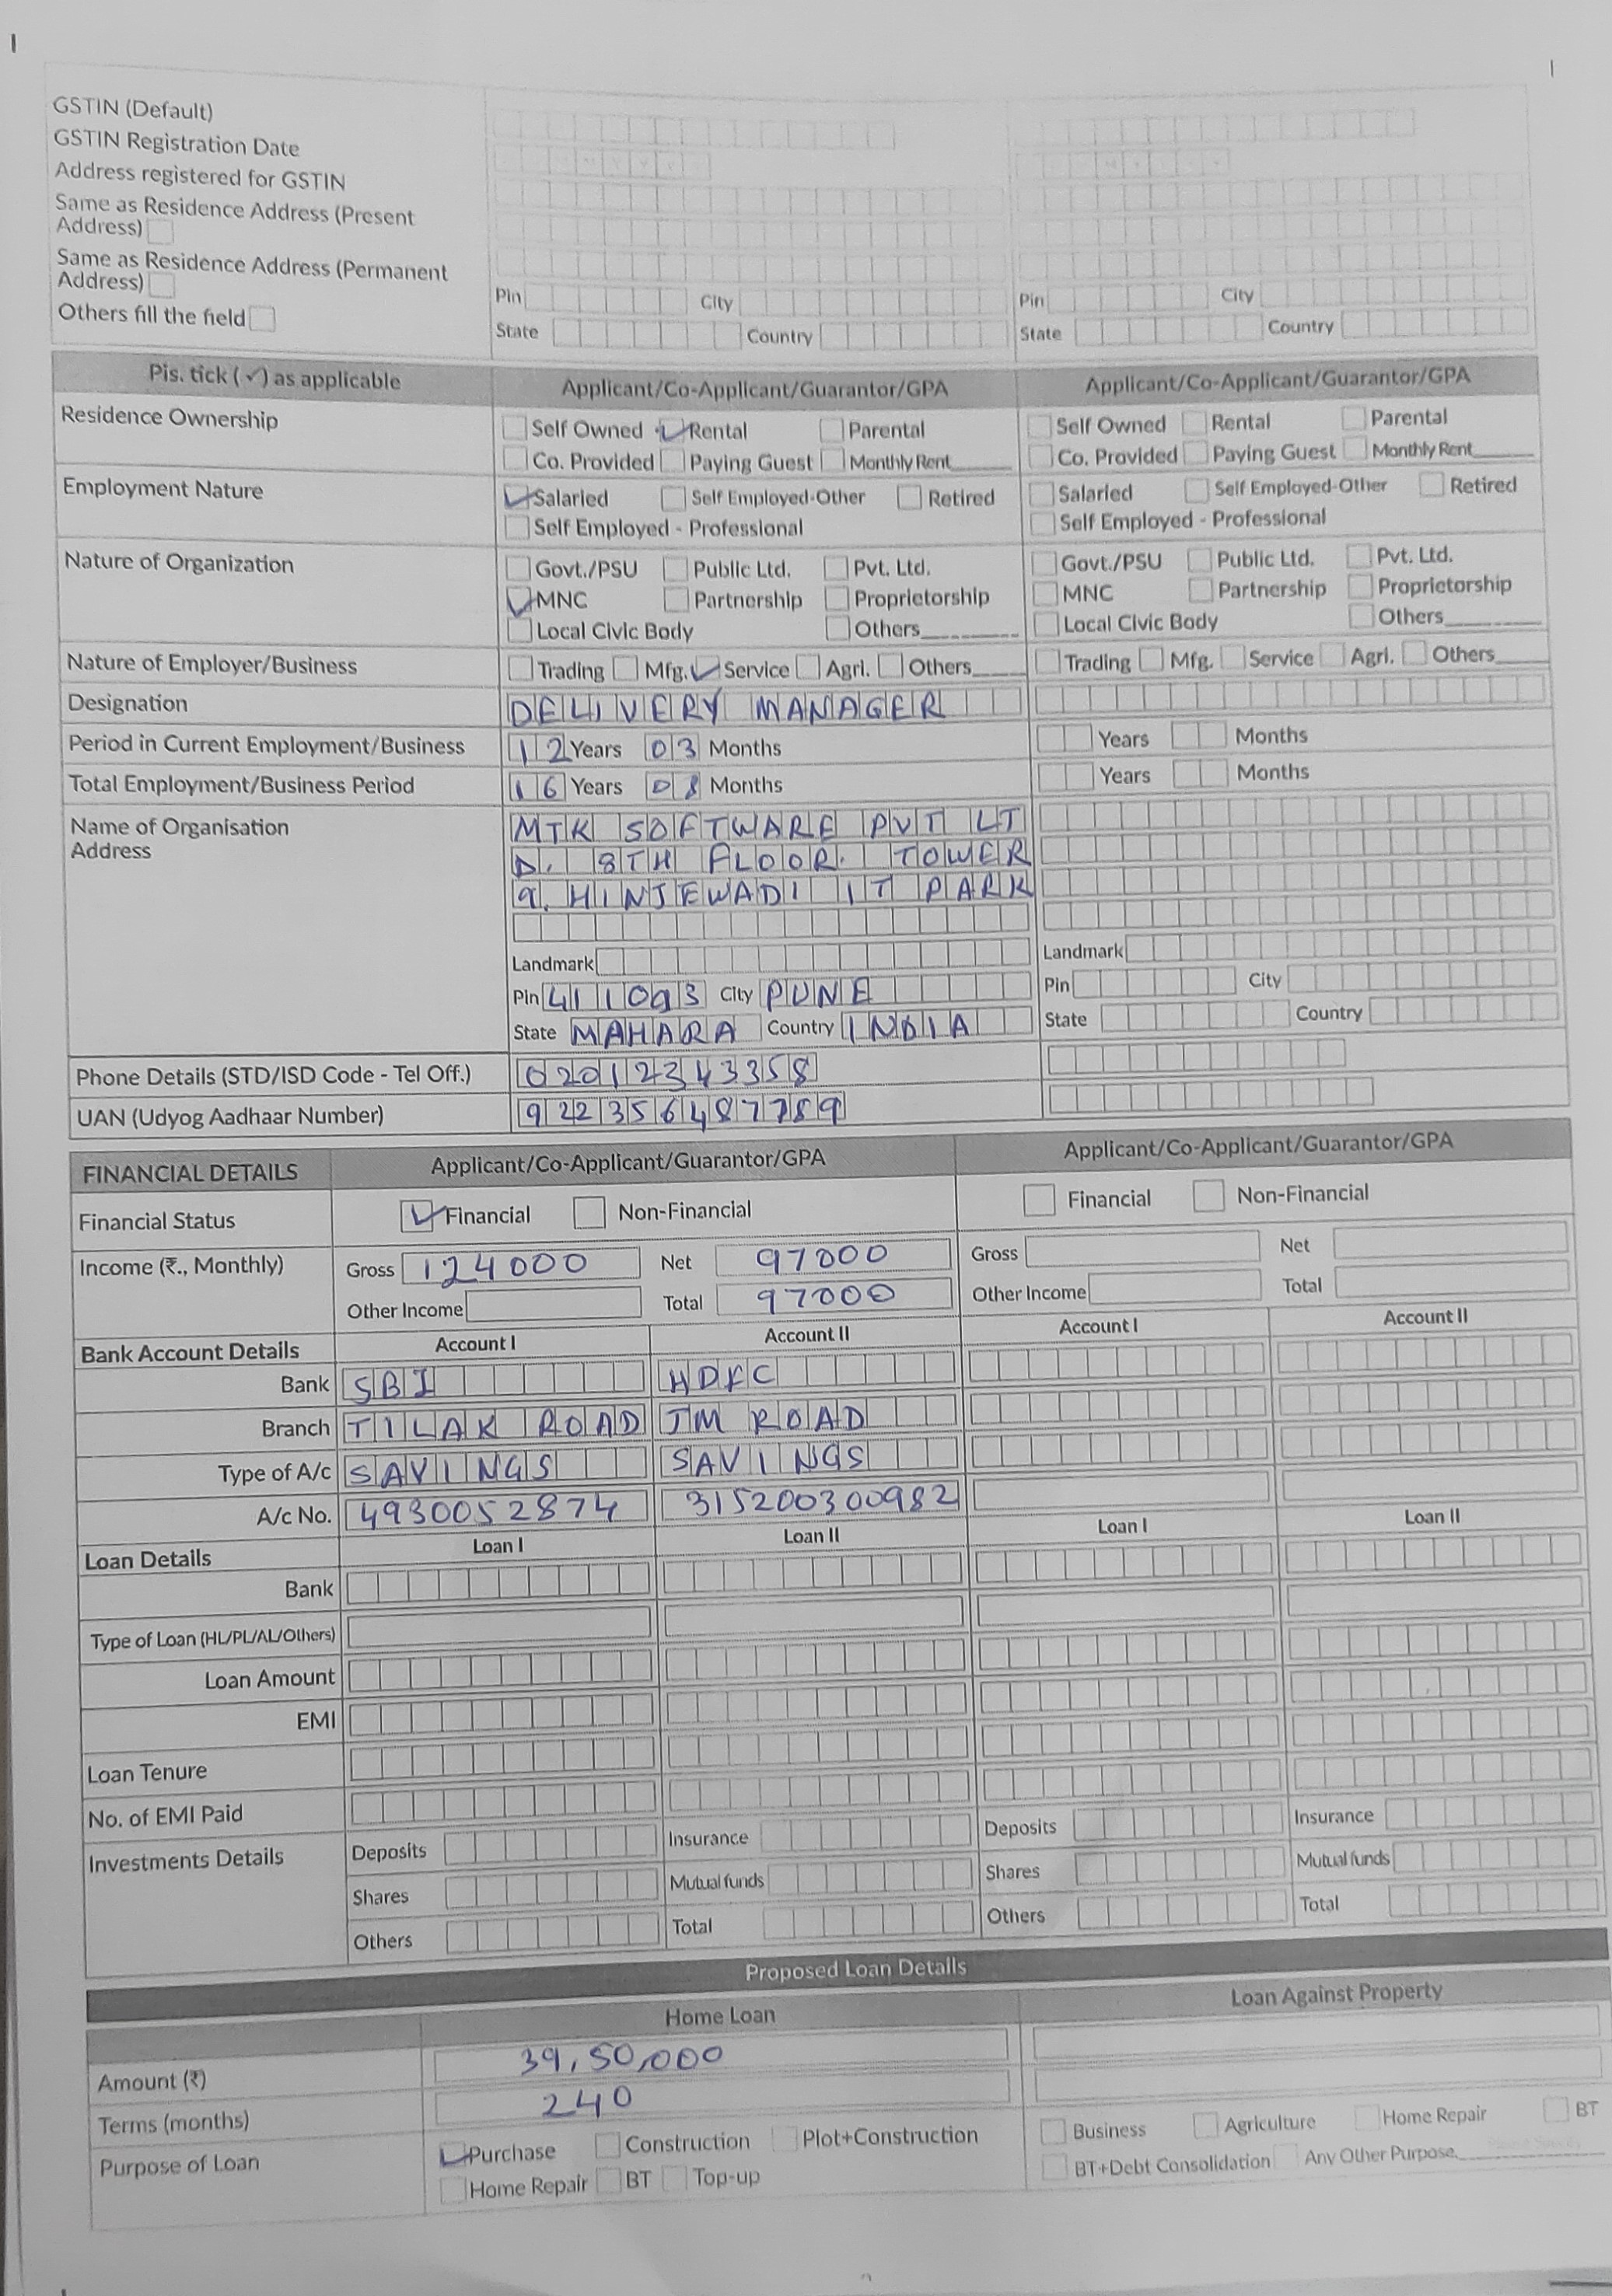 GSTIN (Default)
GSTIN Registration Date
Address registered for GSTIN
Same as Residence Address (Present Address)
Same as Residence Address (Permanent Address)
Others fill the field
Pin City Pin City
State Country State Country
Pls. tick (✓) as applicable Applicant/Co-Applicant/Guarantor/GPA Applicant/Co-Applicant/Guarantor/GPA
Residence Ownership Self Owned ✓ Rental Parental Self Owned Rental Parental
Co. Provided Paying Guest Monthly Rent Co. Provided Paying Guest Monthly Rent
Employment Nature ✓ Salaried Self Employed-Other Retired Salaried Self Employed-Other Retired
Self Employed - Professional Self Employed - Professional
Nature of Organization Govt./PSU Public Ltd. Pvt. Ltd. Govt./PSU Public Ltd. Pvt. Ltd.
✓ MNC Partnership Proprietorship MNC Partnership Proprietorship
Local Civic Body Others Local Civic Body Others
Nature of Employer/Business Trading Mfg. ✓ Service Agri. Others Trading Mfg. Service Agri. Others
Designation DELIVERY MANAGER
Period in Current Employment/Business 12 Years 03 Months Years Months
Total Employment/Business Period 16 Years 08 Months Years Months
Name of Organisation MTK SOFTWARE PVT LT
Address D. 8TH FLOOR. TOWER
9. HINJEWADI IT PARK
Landmark Landmark
Pin 411093 City PUNE Pin City
State MAHARA Country INDIA State Country
Phone Details (STD/ISD Code - Tel Off.) 02012343358
UAN (Udyog Aadhaar Number) 922356487789
FINANCIAL DETAILS Applicant/Co-Applicant/Guarantor/GPA Applicant/Co-Applicant/Guarantor/GPA
Financial Status ✓ Financial Non-Financial Financial Non-Financial
Income (₹., Monthly) Gross 124000 Net 97000 Gross Net
Other Income Total 97000 Other Income Total
Bank Account Details Account I Account II Account I Account II
Bank SBI HDFC
Branch TILAK ROAD JM ROAD
Type of A/c SAVINGS SAVINGS
A/c No. 4930052874 315200300982
Loan Details Loan I Loan II Loan I Loan II
Bank
Type of Loan (HL/PL/AL/Others)
Loan Amount
EMI
Loan Tenure
No. of EMI Paid
Investments Details Deposits Insurance Deposits Insurance
Shares Mutual funds Shares Mutual funds
Others Total Others Total
Proposed Loan Details
Home Loan Loan Against Property
Amount (₹) 39,50,000
Terms (months) 240
Purpose of Loan ✓ Purchase Construction Plot+Construction Business Agriculture Home Repair BT
Home Repair BT Top-up BT+Debt Consolidation Any Other Purpose